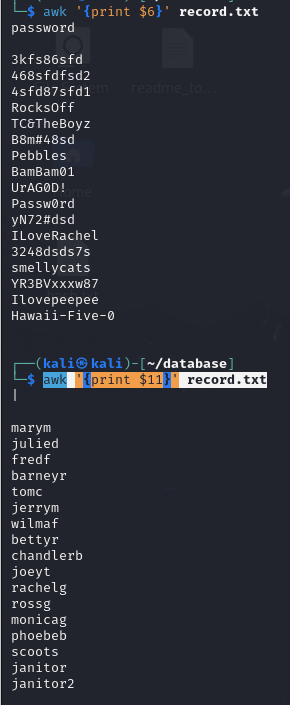 └─$ awk '{print $6}' record.txt
password
3kfs86sfd
468sfdfsd2
4sfd87sfd1
RocksOff
TC&TheBoyz
B8m#48sd
Pebbles
BamBam01
UrAG0D!
Passw0rd
yN72#dsd
ILoveRachel
3248dsds7s
smellycats
YR3BVxxxw87
Ilovepeepee
Hawaii-Five-0
┌──(kali㉿kali)-[~/database]
└─$ awk '{print $11}' record.txt
|
marym
julied
fredf
barneyr
tomc
jerrym
wilmaf
bettyr
chandlerb
joeyt
rachelg
rossg
monicag
phoebeb
scoots
janitor
janitor2